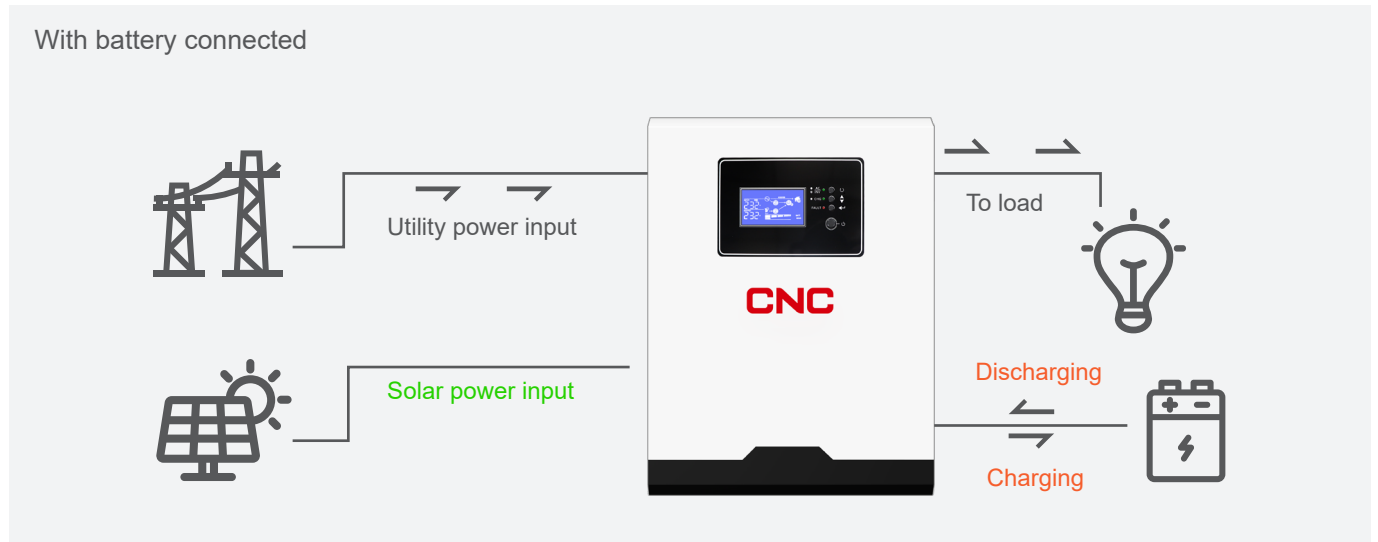 With battery connected
Utility power input
To load
CNC
Solar power input
Discharging
Charging